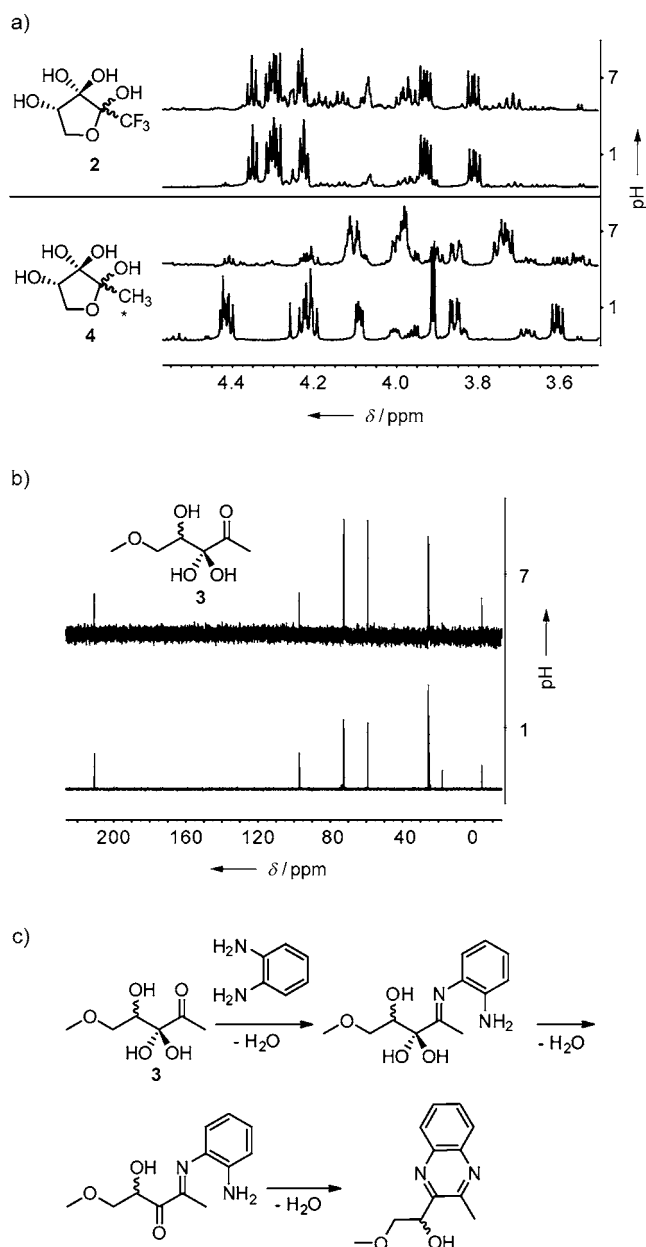 a)
HO OH
HO OH
O CF3
2
7
1
pH
HO OH
HO OH
O CH3
*
4
7
1
4.4 4.2 4.0 3.8 3.6
δ / ppm
b)
OH O
O
HO OH
3
7
1
pH
200 160 120 80 40 0
δ / ppm
c)
H2N
H2N
OH O
O
HO OH
3
- H2O
OH N
O NH2
HO OH
- H2O
OH N
O NH2
O
- H2O
N N
O OH